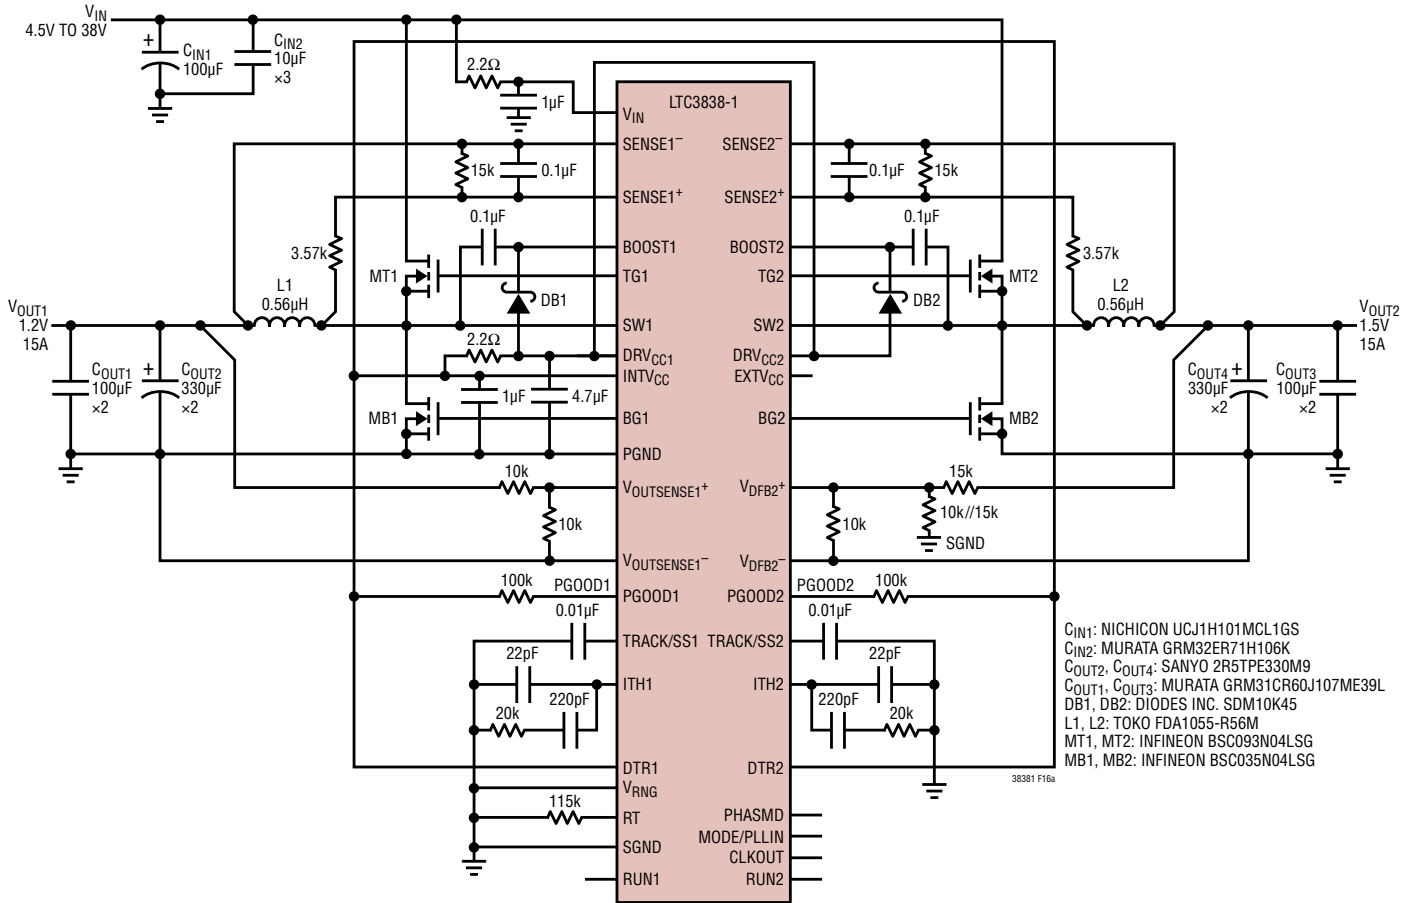 VIN
4.5V TO 38V
CIN1
100µF
CIN2
10µF
×3
2.2Ω
1µF
LTC3838-1
VIN
SENSE1–
SENSE2–
15k
0.1µF
0.1µF
15k
SENSE1+
SENSE2+
0.1µF
0.1µF
3.57k
BOOST1
BOOST2
3.57k
MT1
TG1
TG2
MT2
L1
0.56µH
DB1
DB2
L2
0.56µH
VOUT1
1.2V
15A
SW1
SW2
VOUT2
1.5V
15A
2.2Ω
DRVCC1
DRVCC2
INTVCC
EXTVCC
COUT1
100µF
×2
COUT2
330µF
×2
1µF
4.7µF
COUT4
330µF
×2
COUT3
100µF
×2
MB1
BG1
BG2
MB2
PGND
10k
15k
VOUTSENSE1+
VDFB2+
10k
10k
10k//15k
SGND
VOUTSENSE1–
VDFB2–
100k
PGOOD1
PGOOD1
PGOOD2
PGOOD2
100k
0.01µF
0.01µF
TRACK/SS1
TRACK/SS2
22pF
22pF
ITH1
ITH2
220pF
220pF
20k
20k
DTR1
DTR2
VRNG
115k
RT
PHASMD
MODE/PLLIN
SGND
CLKOUT
RUN1
RUN2
CIN1: NICHICON UCJ1H101MCL1GS
CIN2: MURATA GRM32ER71H106K
COUT2, COUT4: SANYO 2R5TPE330M9
COUT1, COUT3: MURATA GRM31CR60J107ME39L
DB1, DB2: DIODES INC. SDM10K45
L1, L2: TOKO FDA1055-R56M
MT1, MT2: INFINEON BSC093N04LSG
MB1, MB2: INFINEON BSC035N04LSG
38381 F16a